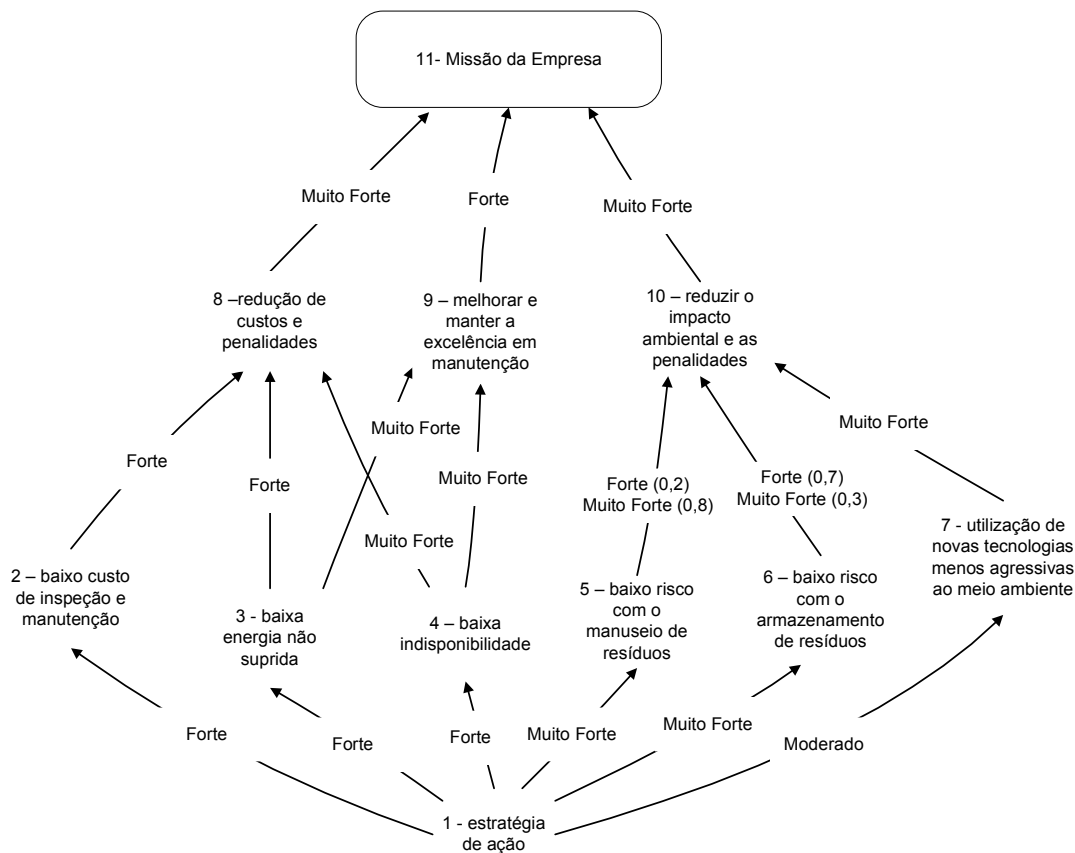 11- Missão da Empresa
Muito Forte
Forte
Muito Forte
8 –redução de
custos e
penalidades
9 – melhorar e
manter a
excelência em
manutenção
10 – reduzir o
impacto
ambiental e as
penalidades
Forte
Forte
Muito Forte
Muito Forte
Muito Forte
Forte (0,2)
Muito Forte (0,8)
Forte (0,7)
Muito Forte (0,3)
Muito Forte
2 – baixo custo
de inspeção e
manutenção
3 - baixa
energia não
suprida
4 – baixa
indisponibilidade
5 – baixo risco
com o
manuseio de
resíduos
6 – baixo risco
com o
armazenamento
de resíduos
7 - utilização de
novas tecnologias
menos agressivas
ao meio ambiente
Forte
Forte
Forte
Muito Forte
Muito Forte
Moderado
1 - estratégia
de ação